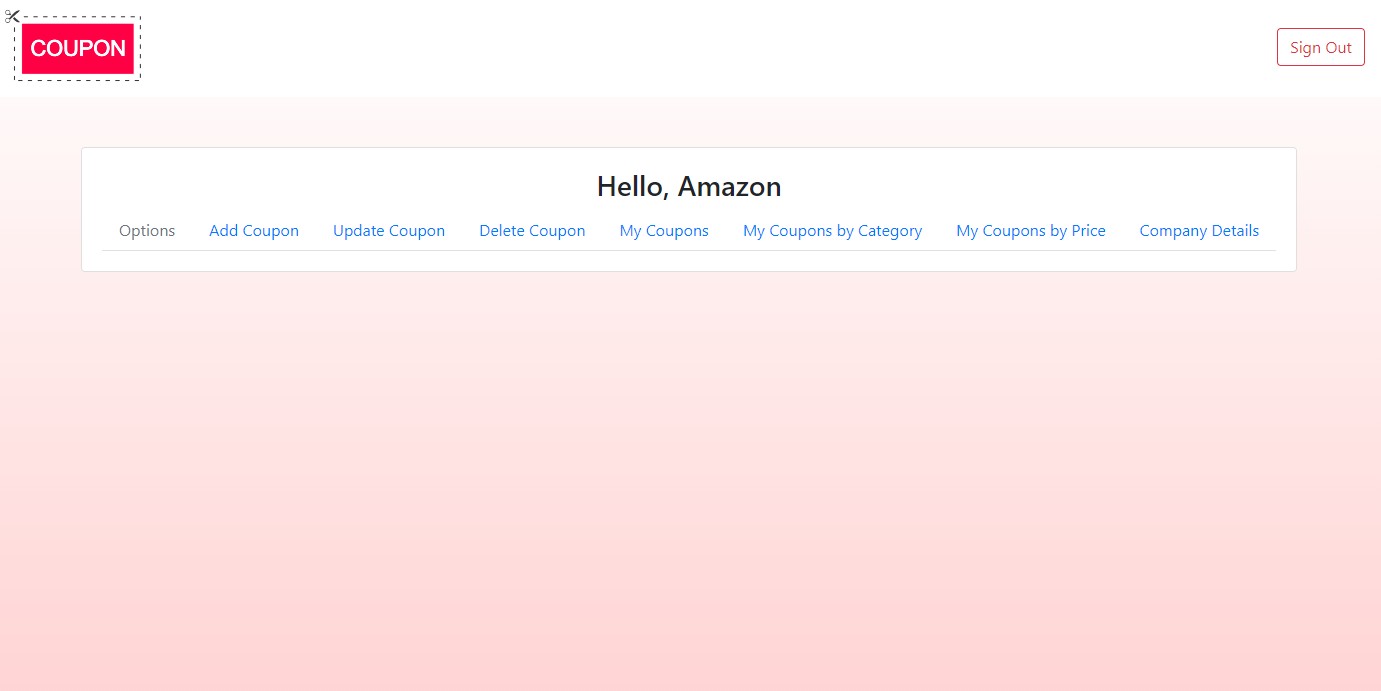 COUPON
Sign Out
Hello, Amazon
Options Add Coupon Update Coupon Delete Coupon My Coupons My Coupons by Category My Coupons by Price Company Details